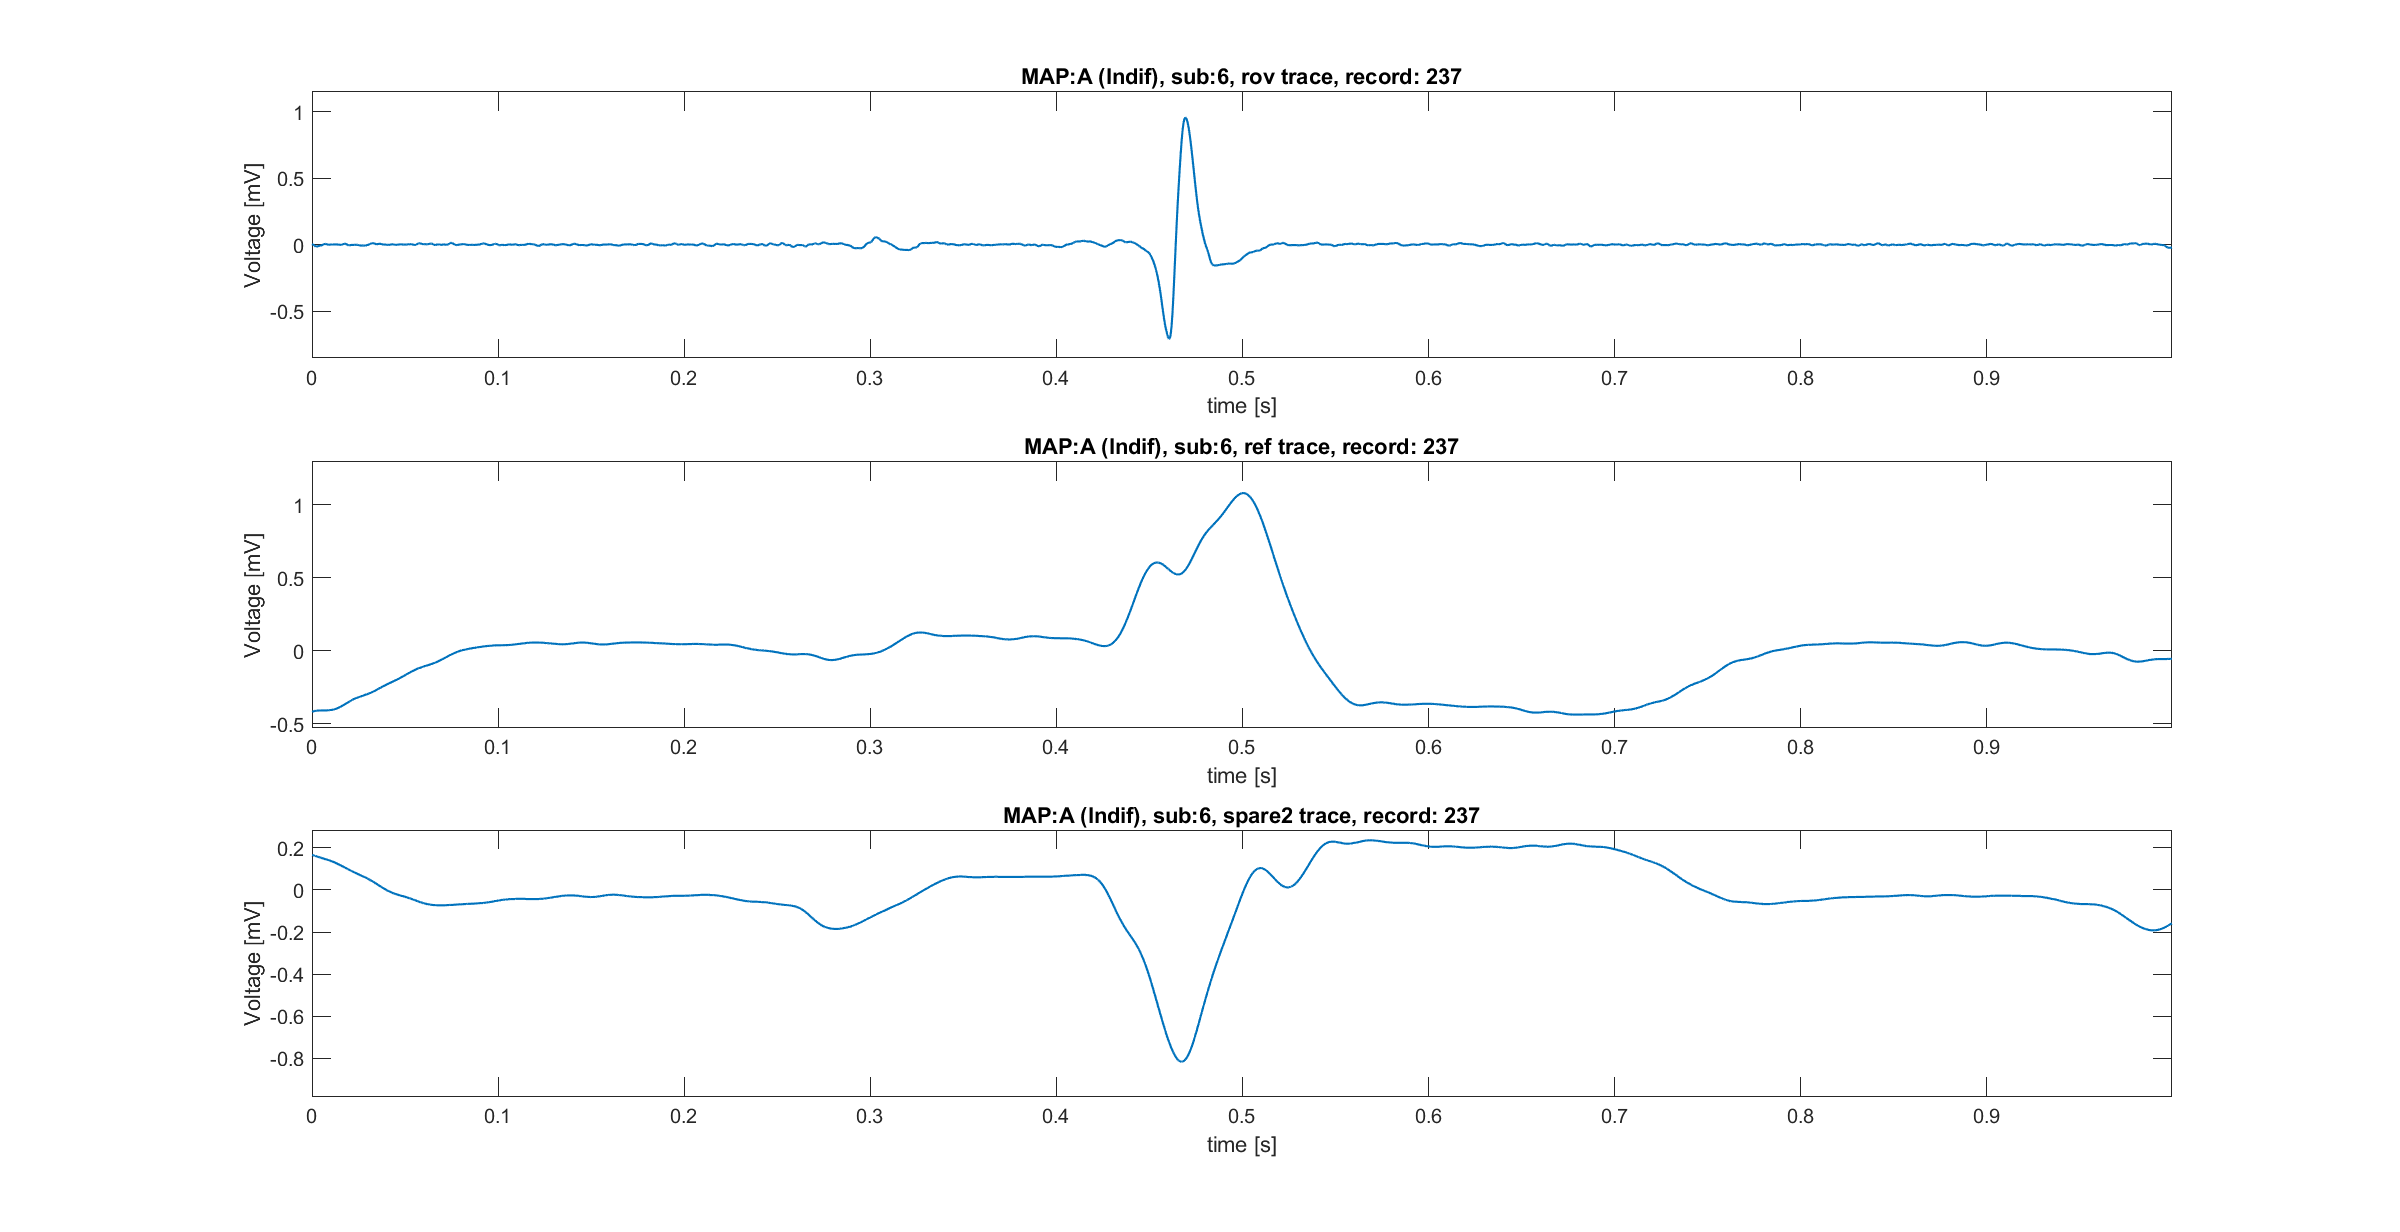 MAP:A (Indif), sub:6, rov trace, record: 237
Voltage [mV]
1
0.5
0
-0.5
0 0.1 0.2 0.3 0.4 0.5 0.6 0.7 0.8 0.9
time [s]
MAP:A (Indif), sub:6, ref trace, record: 237
Voltage [mV]
1
0.5
0
-0.5
0 0.1 0.2 0.3 0.4 0.5 0.6 0.7 0.8 0.9
time [s]
MAP:A (Indif), sub:6, spare2 trace, record: 237
Voltage [mV]
0.2
0
-0.2
-0.4
-0.6
-0.8
0 0.1 0.2 0.3 0.4 0.5 0.6 0.7 0.8 0.9
time [s]